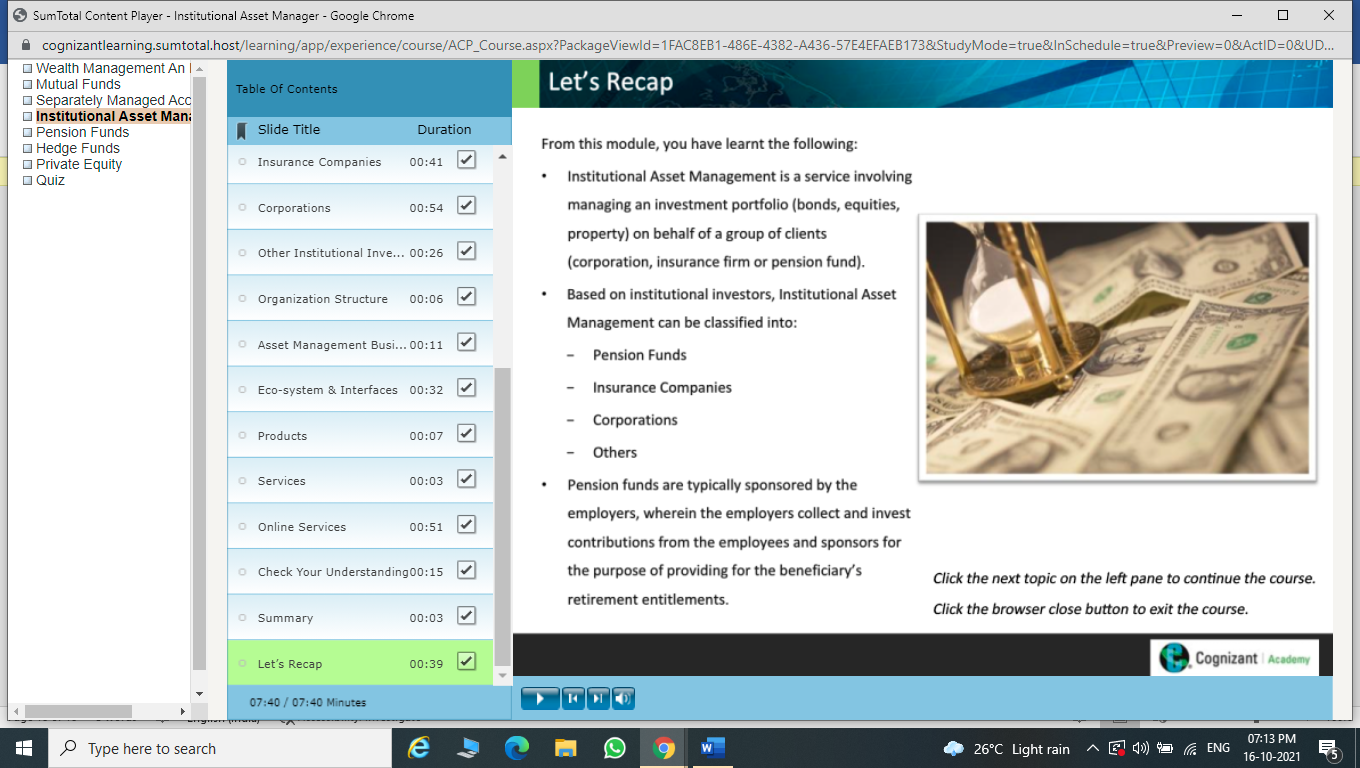 SumTotal Content Player - Institutional Asset Manager - Google Chrome
cognizantlearning.sumtotal.host/learning/app/experience/course/ACP_Course.aspx?PackageViewId=1FAC8EB1-486E-4382-A436-57E4EFAEB173&StudyMode=true&InSchedule=true&Preview=0&ActID=0&UD...
Wealth Management An I
Mutual Funds
Separately Managed Acc
Institutional Asset Mana
Pension Funds
Hedge Funds
Private Equity
Quiz
Table Of Contents
Slide Title Duration
Insurance Companies 00:41
Corporations 00:54
Other Institutional Inve... 00:26
Organization Structure 00:06
Asset Management Busi... 00:11
Eco-system & Interfaces 00:32
Products 00:07
Services 00:03
Online Services 00:51
Check Your Understanding 00:15
Summary 00:03
Let's Recap 00:39
07:40 / 07:40 Minutes
Let's Recap
From this module, you have learnt the following:
• Institutional Asset Management is a service involving
managing an investment portfolio (bonds, equities,
property) on behalf of a group of clients
(corporation, insurance firm or pension fund).
• Based on institutional investors, Institutional Asset
Management can be classified into:
– Pension Funds
– Insurance Companies
– Corporations
– Others
• Pension funds are typically sponsored by the
employers, wherein the employers collect and invest
contributions from the employees and sponsors for
the purpose of providing for the beneficiary's
retirement entitlements.
Click the next topic on the left pane to continue the course.
Click the browser close button to exit the course.
Cognizant | Academy
Type here to search
26°C Light rain
ENG
07:13 PM
16-10-2021
5